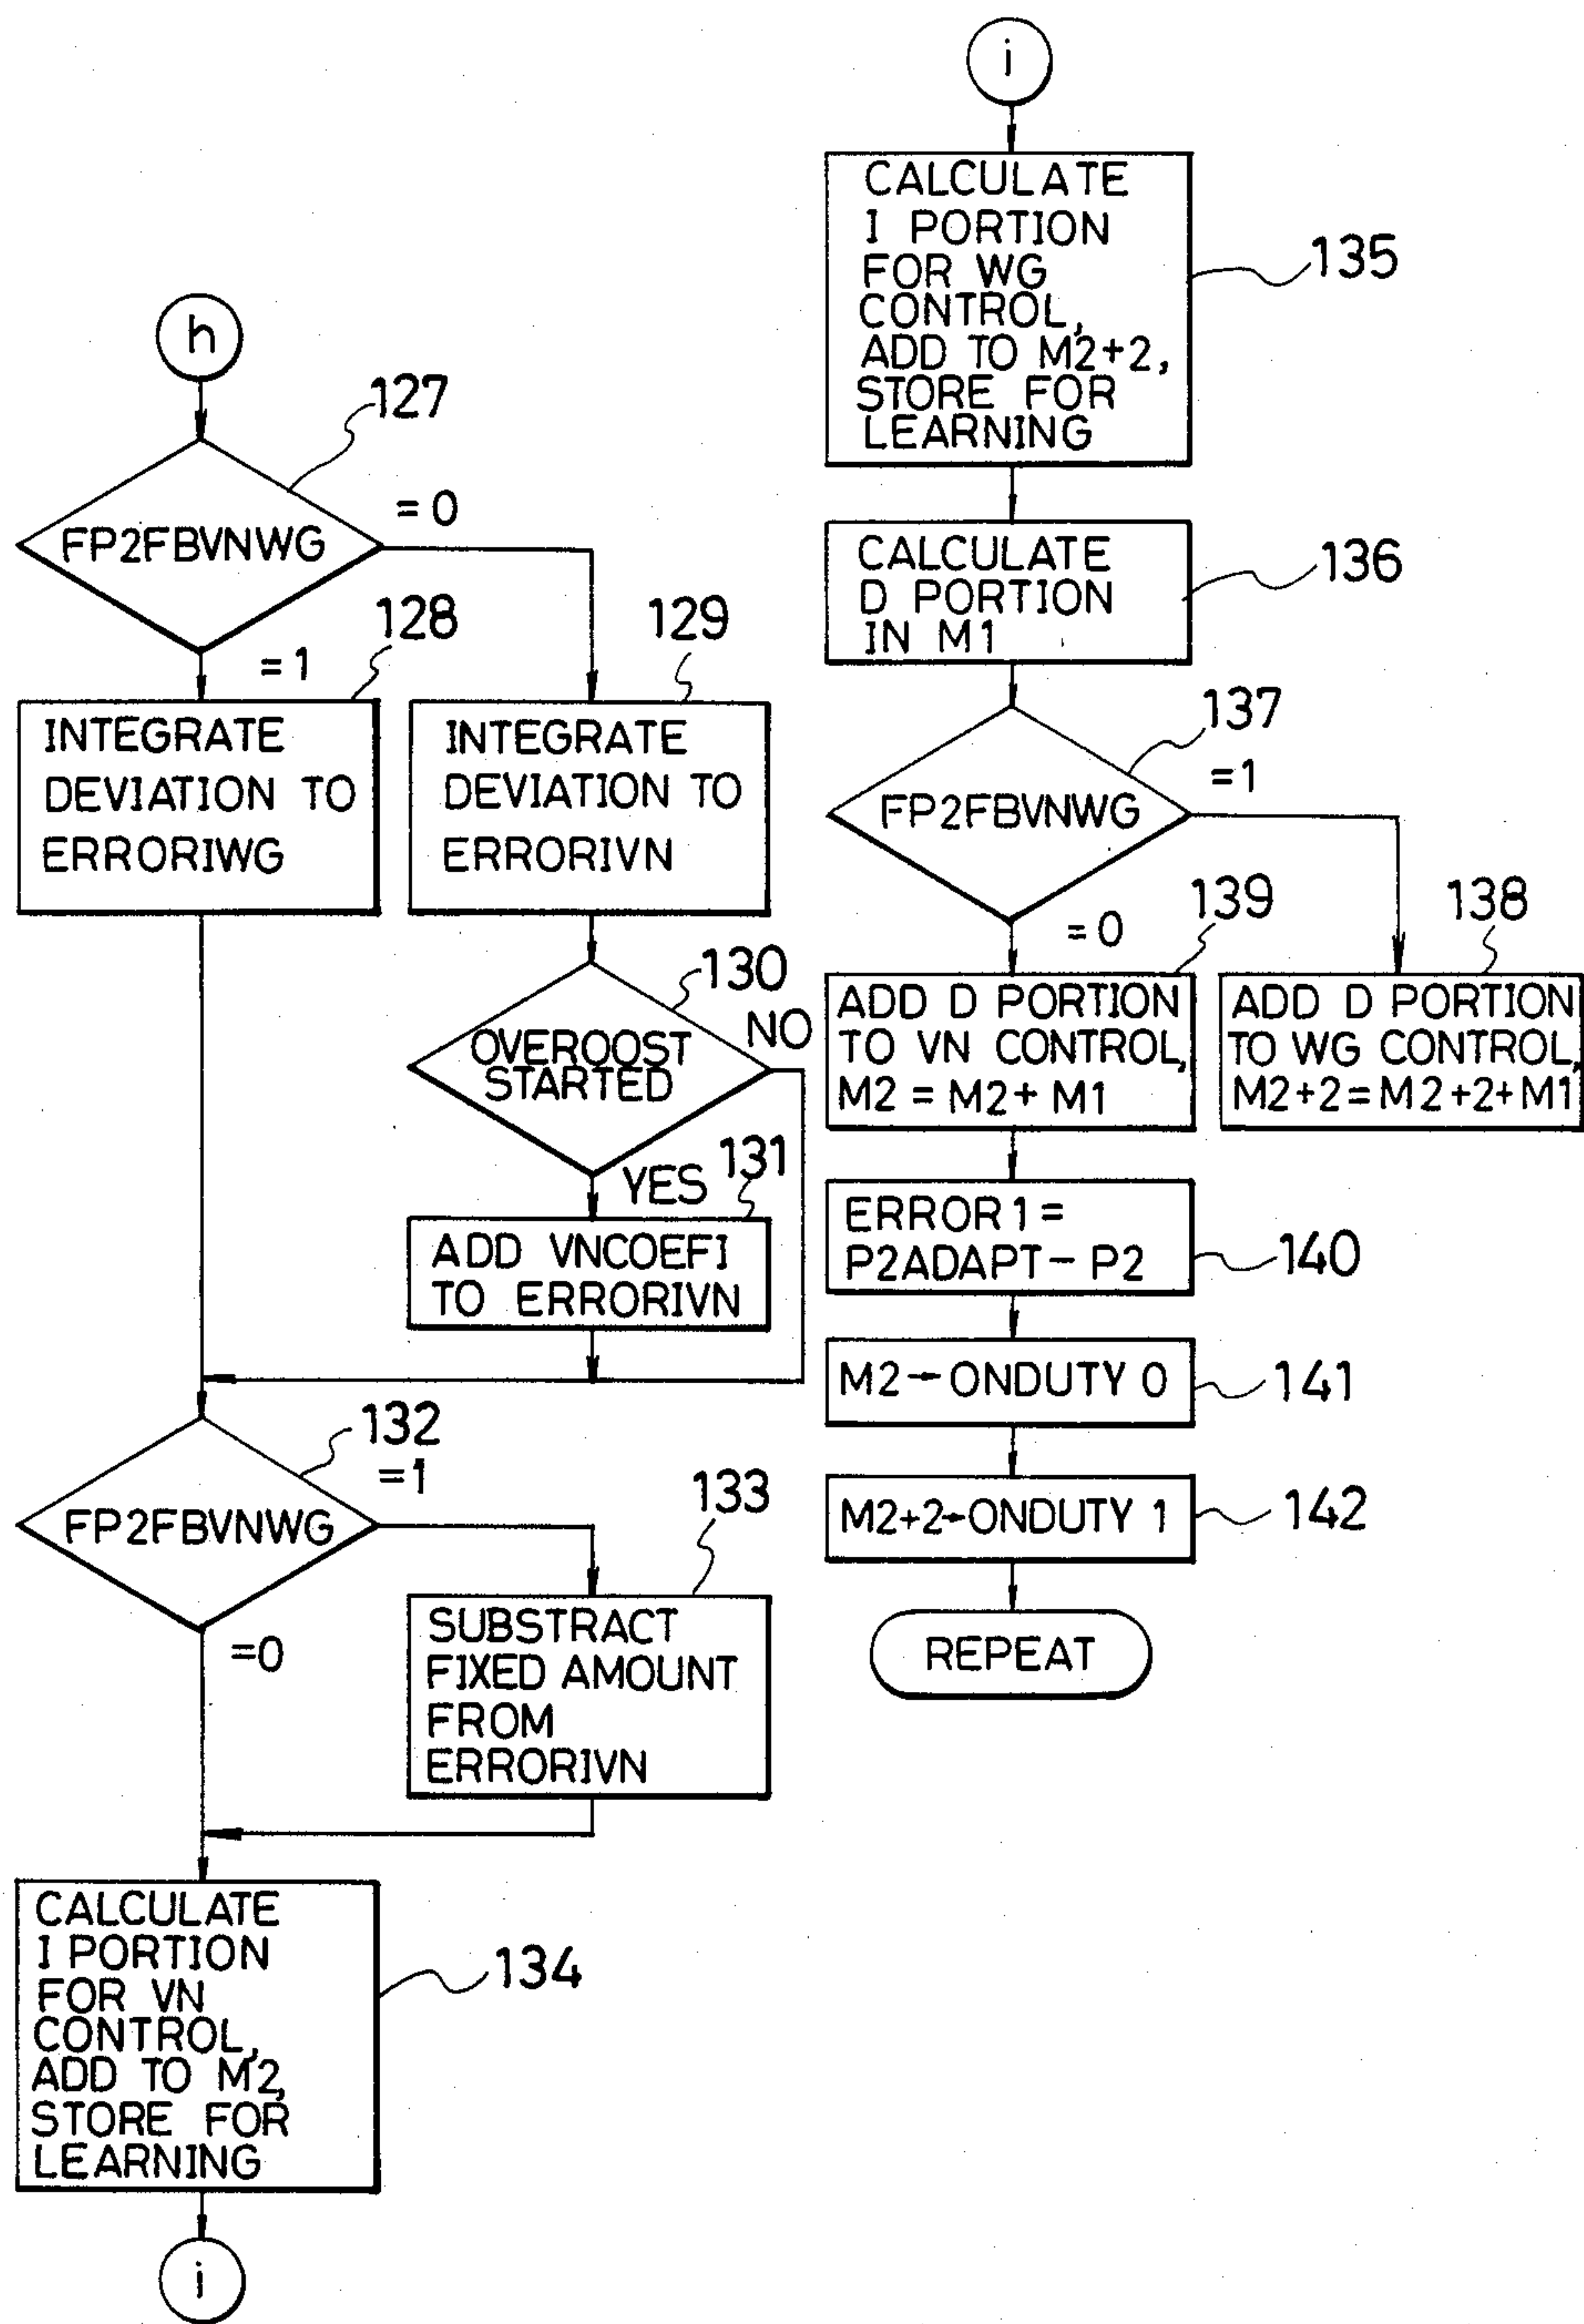 h
127
FP2FBVNWG
= 0
= 1
128
INTEGRATE
DEVIATION TO
ERRORIWG
129
INTEGRATE
DEVIATION TO
ERRORIVN
130
OVEROOST
STARTED
NO
YES
131
ADD VNCOEFI
TO ERRORIVN
132
FP2FBVNWG
=1
=0
133
SUBSTRACT
FIXED AMOUNT
FROM
ERRORIVN
CALCULATE
I PORTION
FOR VN
CONTROL,
ADD TO M2,
STORE FOR
LEARNING
134
i
i
CALCULATE
I PORTION
FOR WG
CONTROL,
ADD TO M2+2,
STORE FOR
LEARNING
135
CALCULATE
D PORTION
IN M1
136
137
FP2FBVNWG
=1
=0
139
ADD D PORTION
TO VN CONTROL,
M2 = M2+ M1
138
ADD D PORTION
TO WG CONTROL,
M2+2=M2+2+M1
ERROR1 =
P2ADAPT- P2
140
M2→ONDUTY 0
141
M2+2→ONDUTY 1
142
REPEAT